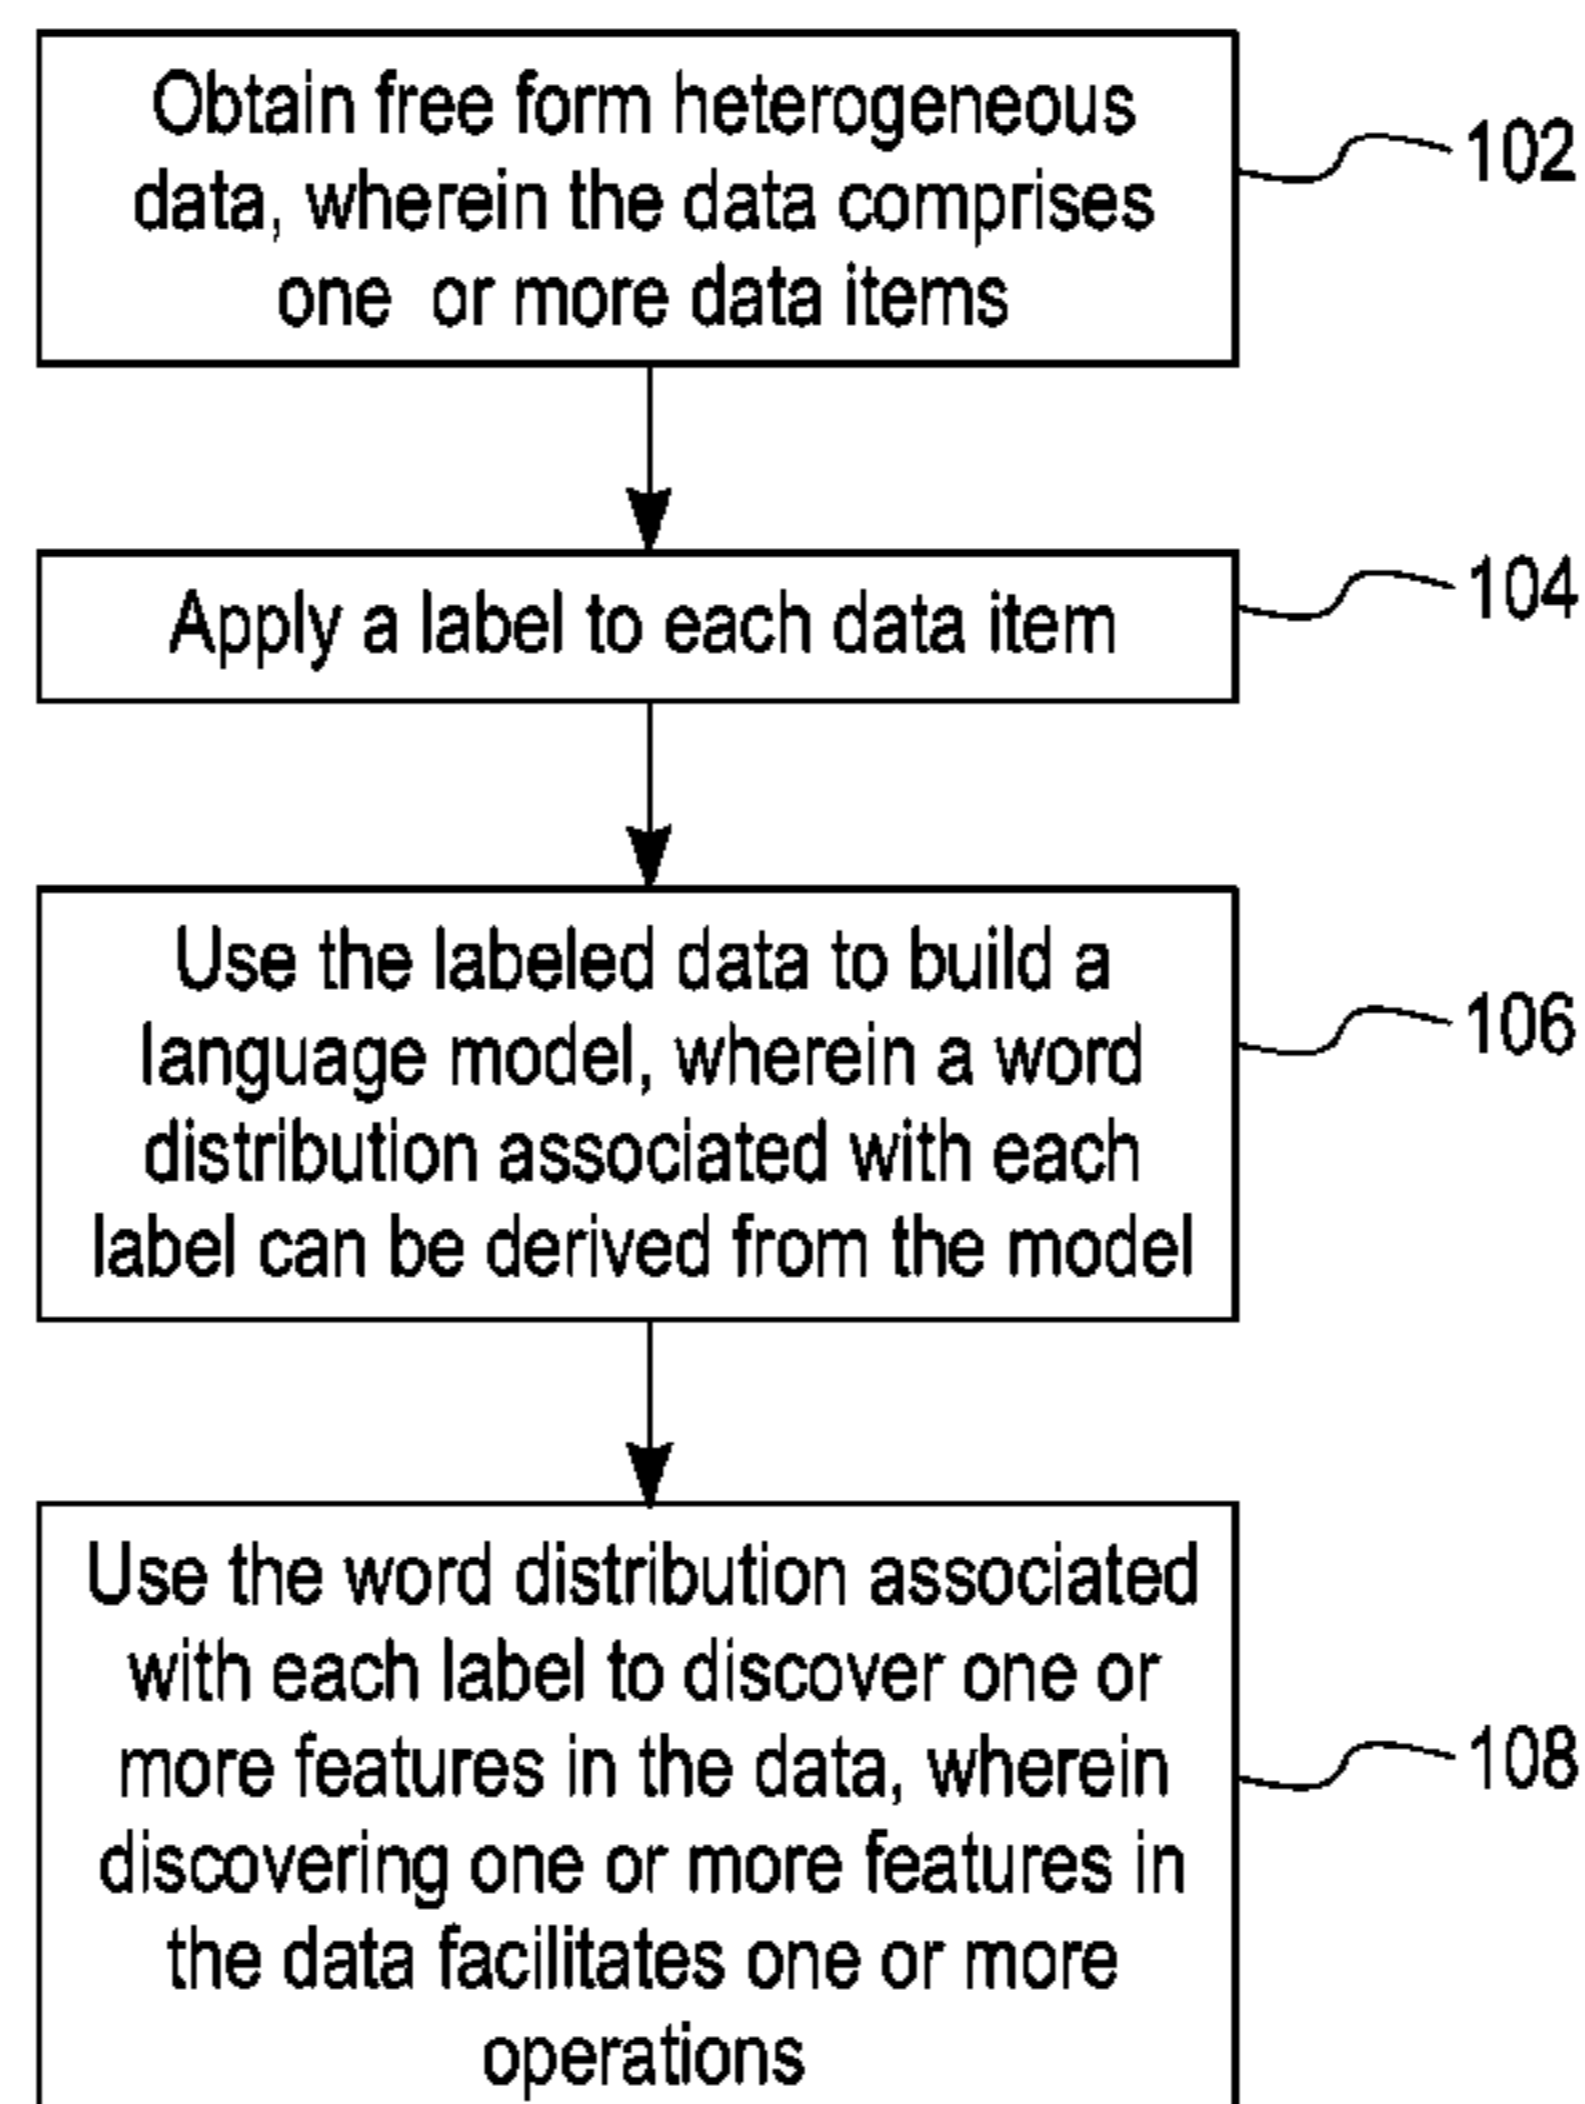 Obtain free form heterogeneous
data, wherein the data comprises
one or more data items
102
Apply a label to each data item
104
Use the labeled data to build a
language model, wherein a word
distribution associated with each
label can be derived from the model
106
Use the word distribution associated
with each label to discover one or
more features in the data, wherein
discovering one or more features in
the data facilitates one or more
operations
108